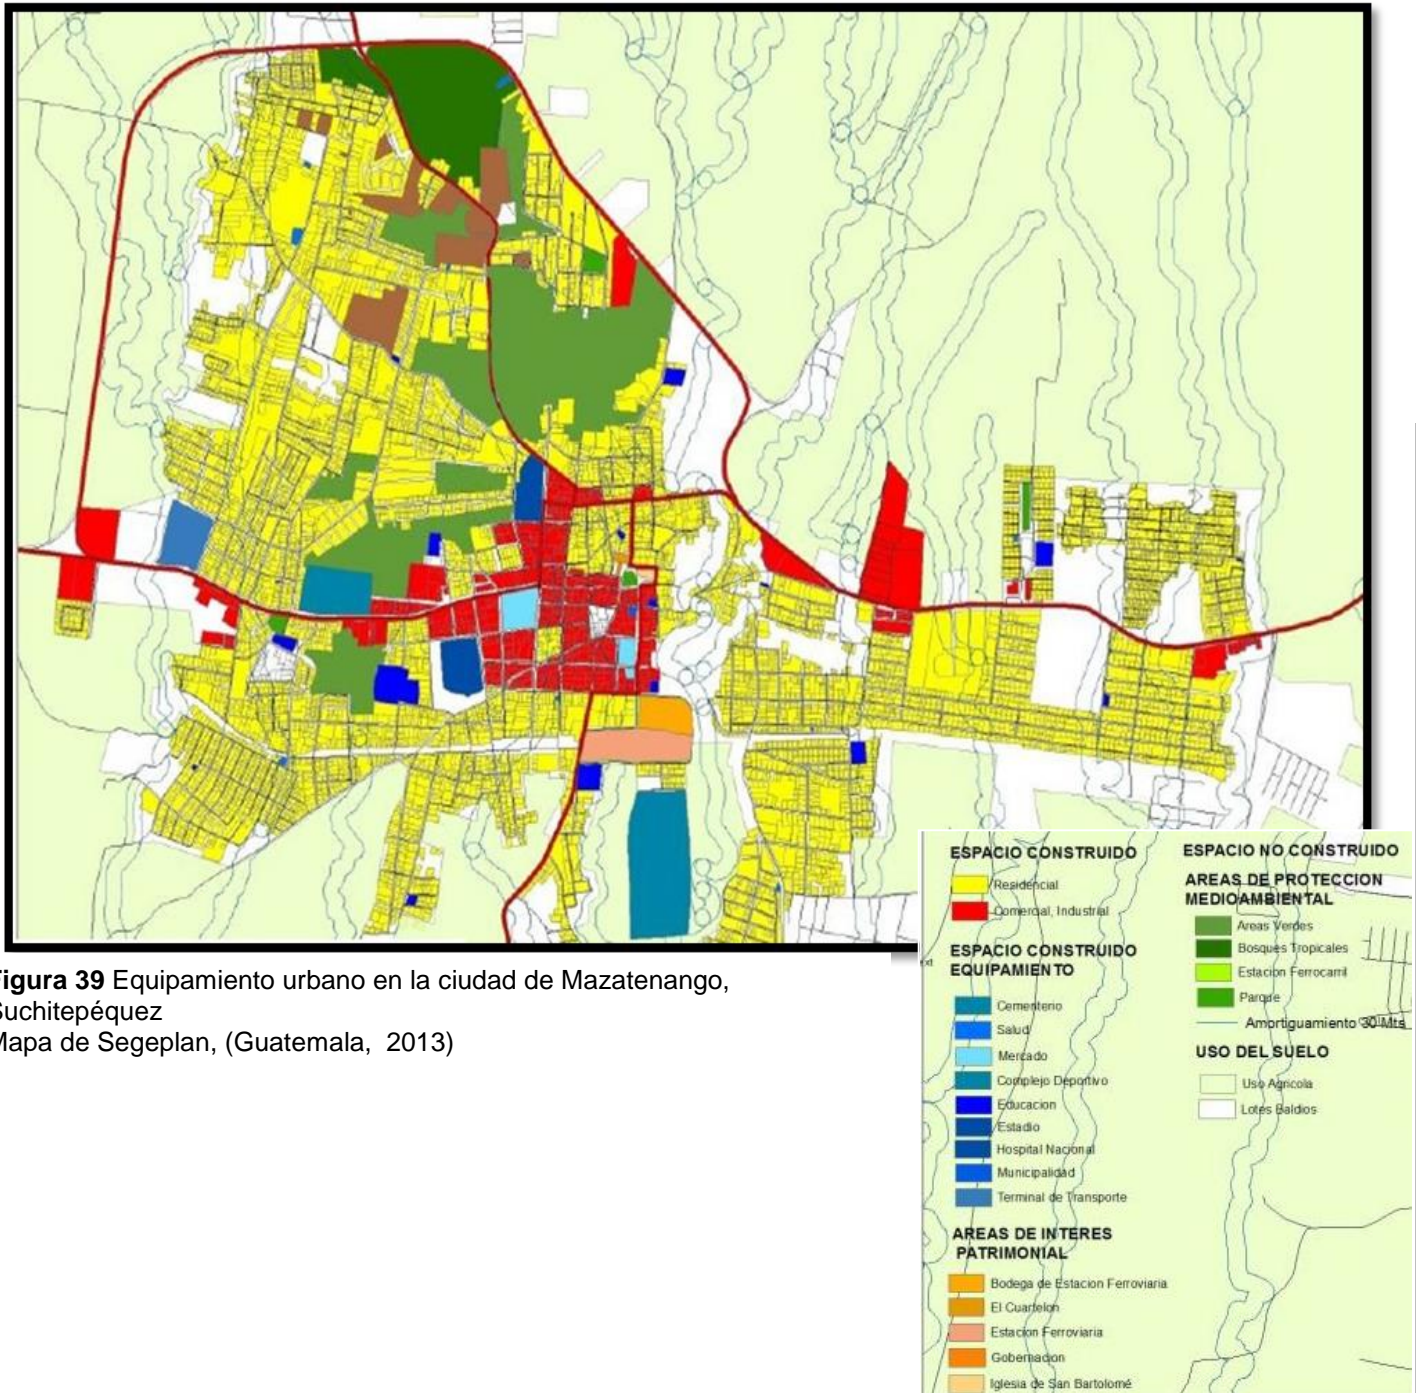 ESPACIO CONSTRUIDO
Residencial
Comercial, Industrial
ESPACIO CONSTRUIDO
EQUIPAMIENTO
Cementerio
Salud
Mercado
Complejo Deportivo
Educacion
Estadio
Hospital Nacional
Municipalidad
Terminal de Transporte
AREAS DE INTERES
PATRIMONIAL
Bodega de Estacion Ferroviaria
El Cuartelon
Estacion Ferroviaria
Gobernacion
Iglesia de San Bartolomé
ESPACIO NO CONSTRUIDO
AREAS DE PROTECCION
MEDIOAMBIENTAL
Areas Verdes
Bosques Tropicales
Estacion Ferrocarril
Parque
Amortiguamiento 30 Mts
USO DEL SUELO
Uso Agricola
Lotes Baldios
igura 39 Equipamiento urbano en la ciudad de Mazatenango,
Suchitepéquez
Mapa de Segeplan, (Guatemala, 2013)